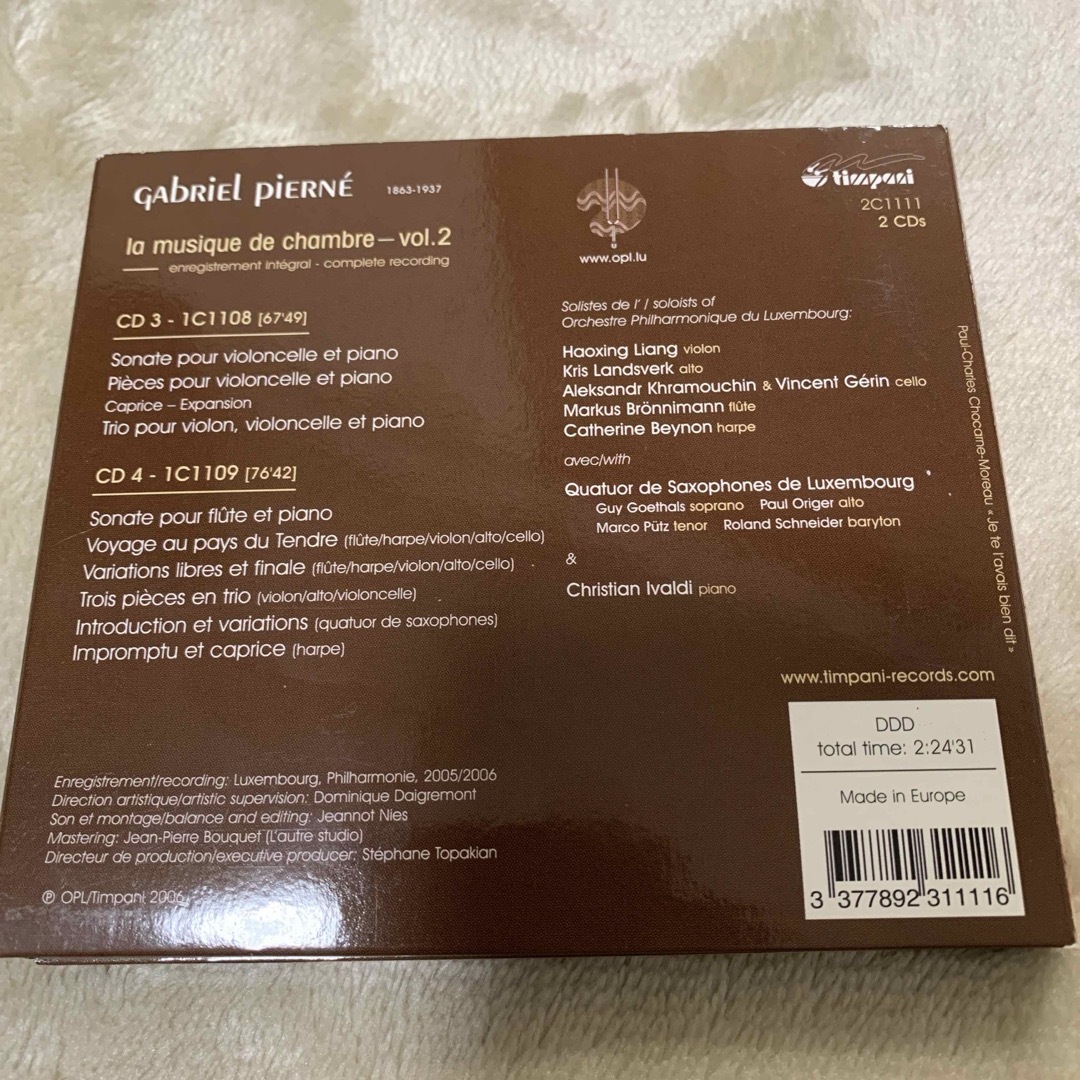 Gabriel Pierné 1863-1937
la musique de chambre – vol.2
enregistrement intégral - complete recording
CD 3 - 1C1108 [67'49]
Sonate pour violoncelle et piano
Pièces pour violoncelle et piano
Caprice – Expansion
Trio pour violon, violoncelle et piano
CD 4 - 1C1109 [76'42]
Sonate pour flûte et piano
Voyage au pays du Tendre (flûte/harpe/violon/alto/cello)
Variations libres et finale (flûte/harpe/violon/alto/cello)
Trois pièces en trio (violon/alto/violoncelle)
Introduction et variations (quatuor de saxophones)
Impromptu et caprice (harpe)
Enregistrement/recording: Luxembourg, Philharmonie, 2005/2006
Direction artistique/artistic supervision: Dominique Daigremont
Son et montage/balance and editing: Jeannot Nies
Mastering: Jean-Pierre Bouquet (L'autre studio)
Directeur de production/executive producer: Stéphane Topakian
℗ OPL/Timpani 2006
www.opl.lu
timpani
2C1111
2 CDs
Solistes de l' / soloists of
Orchestre Philharmonique du Luxembourg:
Haoxing Liang violon
Kris Landsverk alto
Aleksandr Khramouchin & Vincent Gérin cello
Markus Brönnimann flûte
Catherine Beynon harpe
avec/with
Quatuor de Saxophones de Luxembourg
Guy Goethals soprano Paul Origer alto
Marco Pütz tenor Roland Schneider baryton
&
Christian Ivaldi piano
Paul-Charles Chocarne-Moreau « Je te l'avais bien dit »
www.timpani-records.com
DDD
total time: 2:24'31
Made in Europe
3 377892 311116